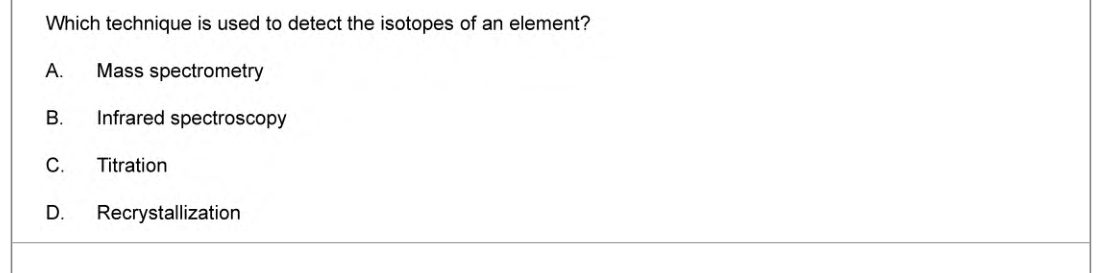 Which technique is used to detect the isotopes of an element?
A. Mass spectrometry
B. Infrared spectroscopy
C. Titration
D. Recrystallization